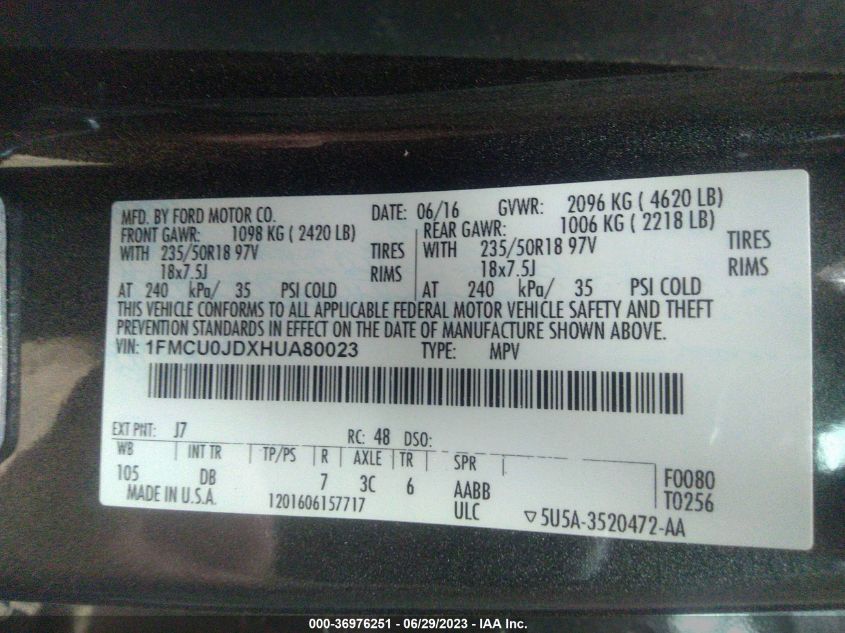 MFD. BY FORD MOTOR CO. DATE: 06/16 GVWR: 2096 KG ( 4620 LB)
FRONT GAWR: 1098 KG ( 2420 LB) REAR GAWR: 1006 KG ( 2218 LB)
WITH 235/50R18 97V TIRES WITH 235/50R18 97V TIRES
18x7.5J RIMS 18x7.5J RIMS
AT 240 kPa/ 35 PSI COLD AT 240 kPa/ 35 PSI COLD
THIS VEHICLE CONFORMS TO ALL APPLICABLE FEDERAL MOTOR VEHICLE SAFETY AND THEFT
PREVENTION STANDARDS IN EFFECT ON THE DATE OF MANUFACTURE SHOWN ABOVE.
VIN: 1FMCU0JDXHUA80023 TYPE: MPV
EXT PNT: J7 RC: 48 DSO:
WB INT TR TP/PS R AXLE TR SPR
105 DB 7 3C 6 AABB F0080
MADE IN U.S.A. 1201606157717 ULC ▽5U5A-3520472-AA T0256
000-36976251 - 06/29/2023 - IAA Inc.